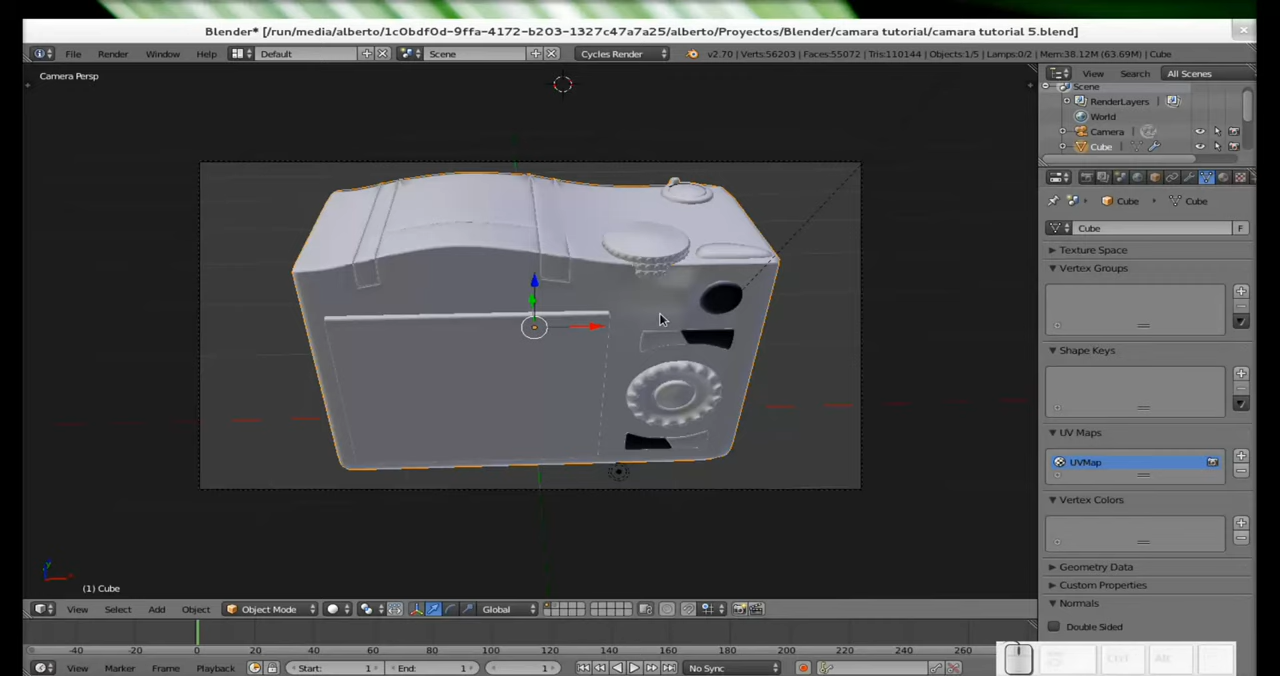 Blender* [/run/media/alberto/1c0bdf0d-9ffa-4172-b203-1327c47a7a25/alberto/Proyectos/Blender/camara tutorial/camara tutorial 5.blend]
File Render Window Help Default Scene Cycles Render v2.70 | Verts:56203 | Faces:55072 | Tris:110144 | Objects:1/5 | Lamps:0/2 | Mem:38.12M (63.69M) | Cube
Camera Persp
View Search All Scenes
Scene
RenderLayers
World
Camera
Cube
Cube Cube
Cube F
Texture Space
Vertex Groups
Shape Keys
UV Maps
UVMap
Vertex Colors
Geometry Data
Custom Properties
Normals
Double Sided
(1) Cube
View Select Add Object Object Mode Global
-40 -20 0 20 40 60 80 100 120 140 160 180 200 220 240 260
View Marker Frame Playback Start: 1 End: 1 1 No Sync
Ctrl Alt